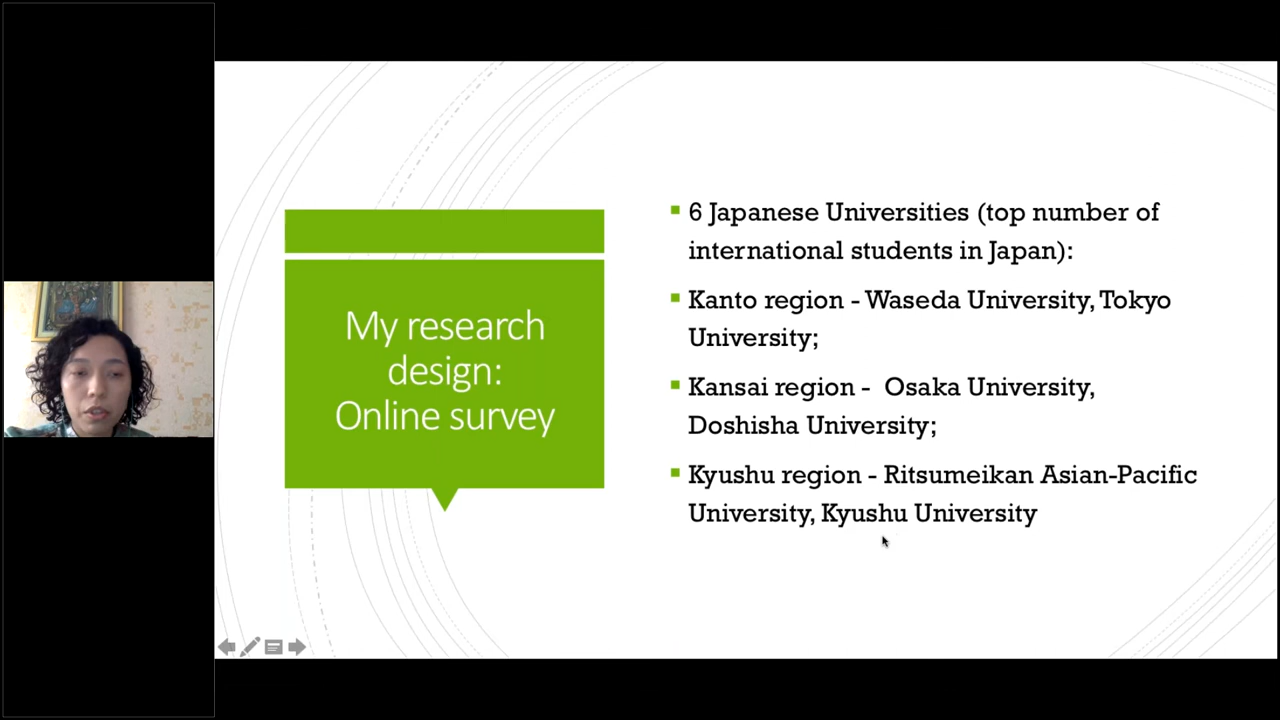 My research
design:
Online survey
6 Japanese Universities (top number of
international students in Japan):
Kanto region - Waseda University, Tokyo
University;
Kansai region -  Osaka University,
Doshisha University;
Kyushu region - Ritsumeikan Asian-Pacific
University, Kyushu University